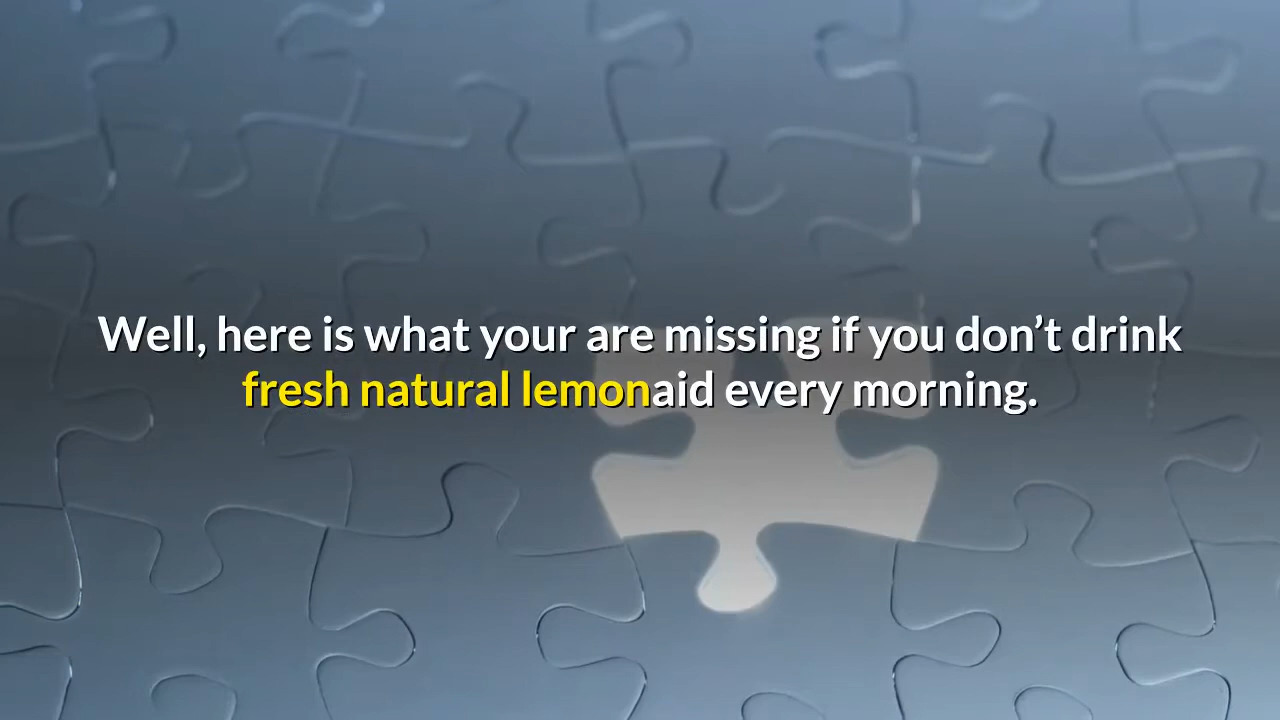 Well, here is what your are missing if you don’t drink
fresh natural lemonaid every morning.